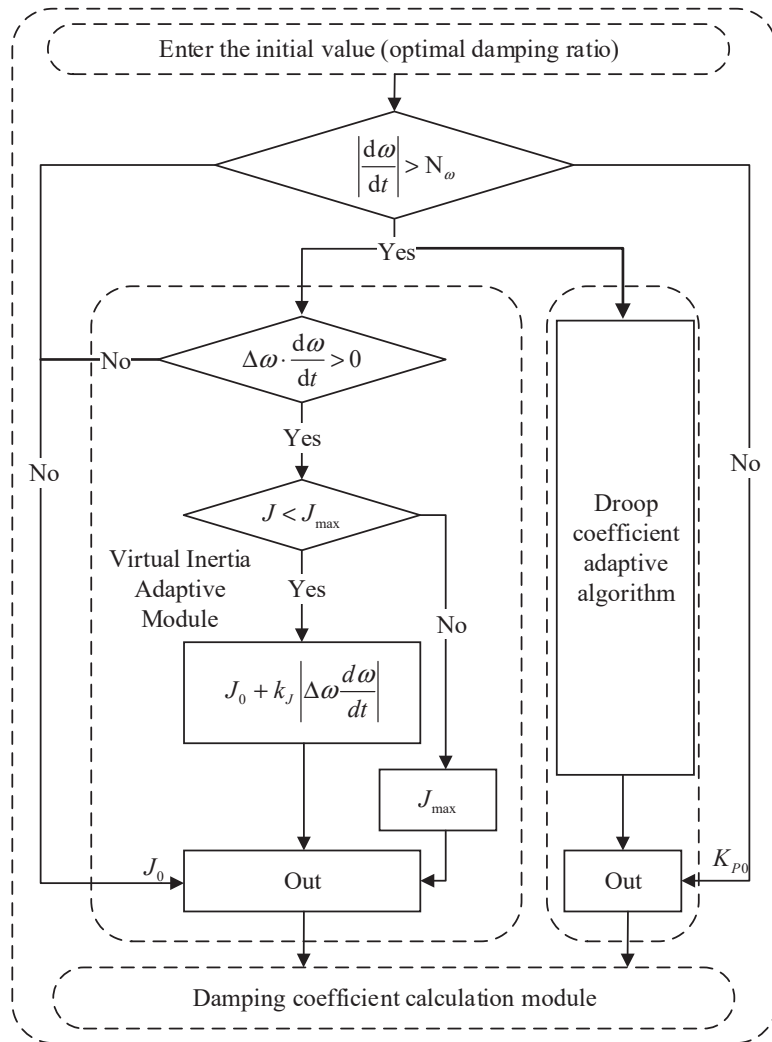 Enter the initial value (optimal damping ratio)
|dω/dt| > N_ω
Yes
Δω · dω/dt > 0
No
Yes
No
No
J < J_max
Virtual Inertia
Adaptive
Module
Yes
No
J_0 + k_J |Δω dω/dt|
J_max
Droop
coefficient
adaptive
algorithm
J_0
Out
Out
K_P0
Damping coefficient calculation module